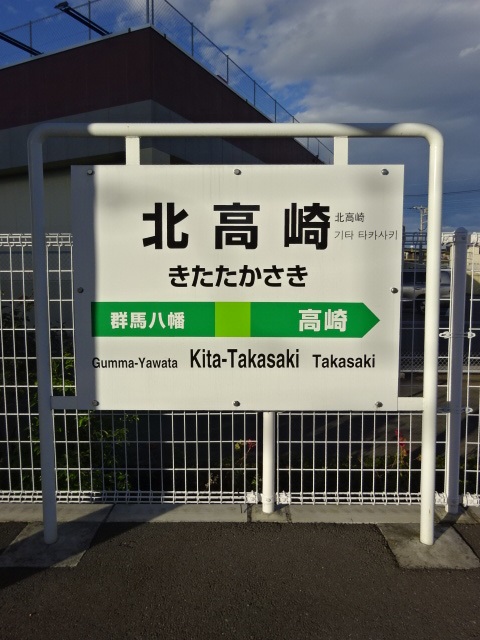 北高崎
北高崎
기타 타카사키
きたたかさき
群馬八幡 高崎
Gumma-Yawata Kita-Takasaki Takasaki